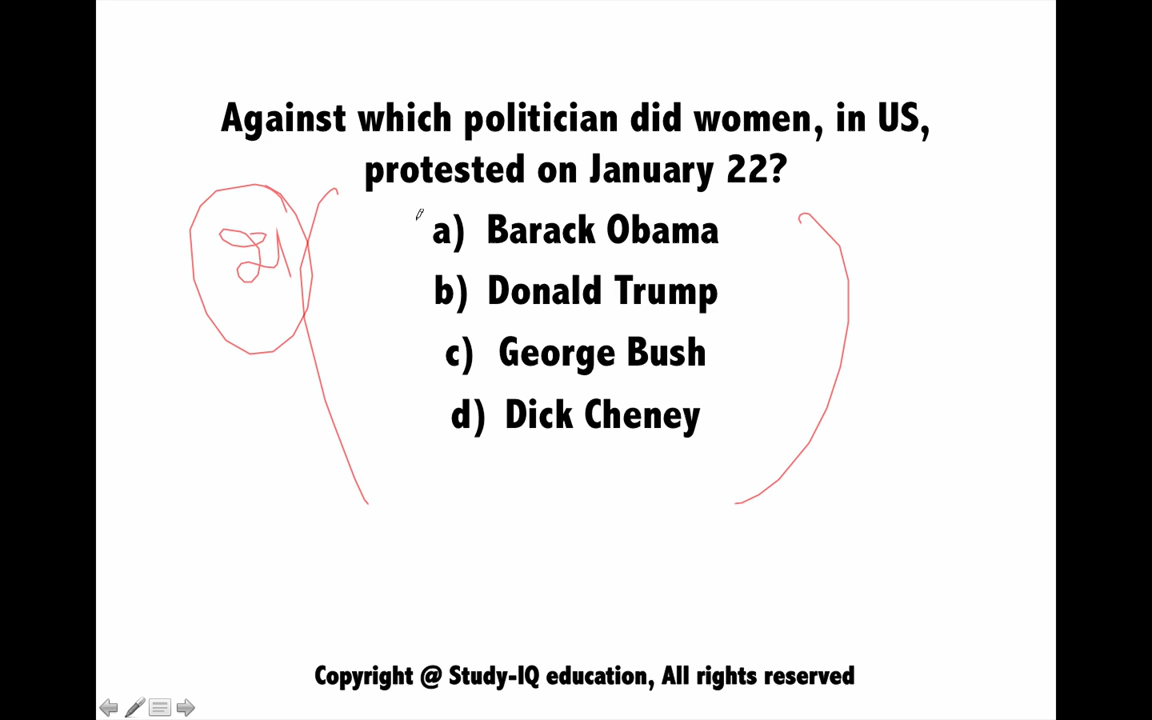 Against which politician did women, in US,
protested on January 22?
a) Barack Obama
b) Donald Trump
c) George Bush
d) Dick Cheney
Copyright @ Study-IQ education, All rights reserved